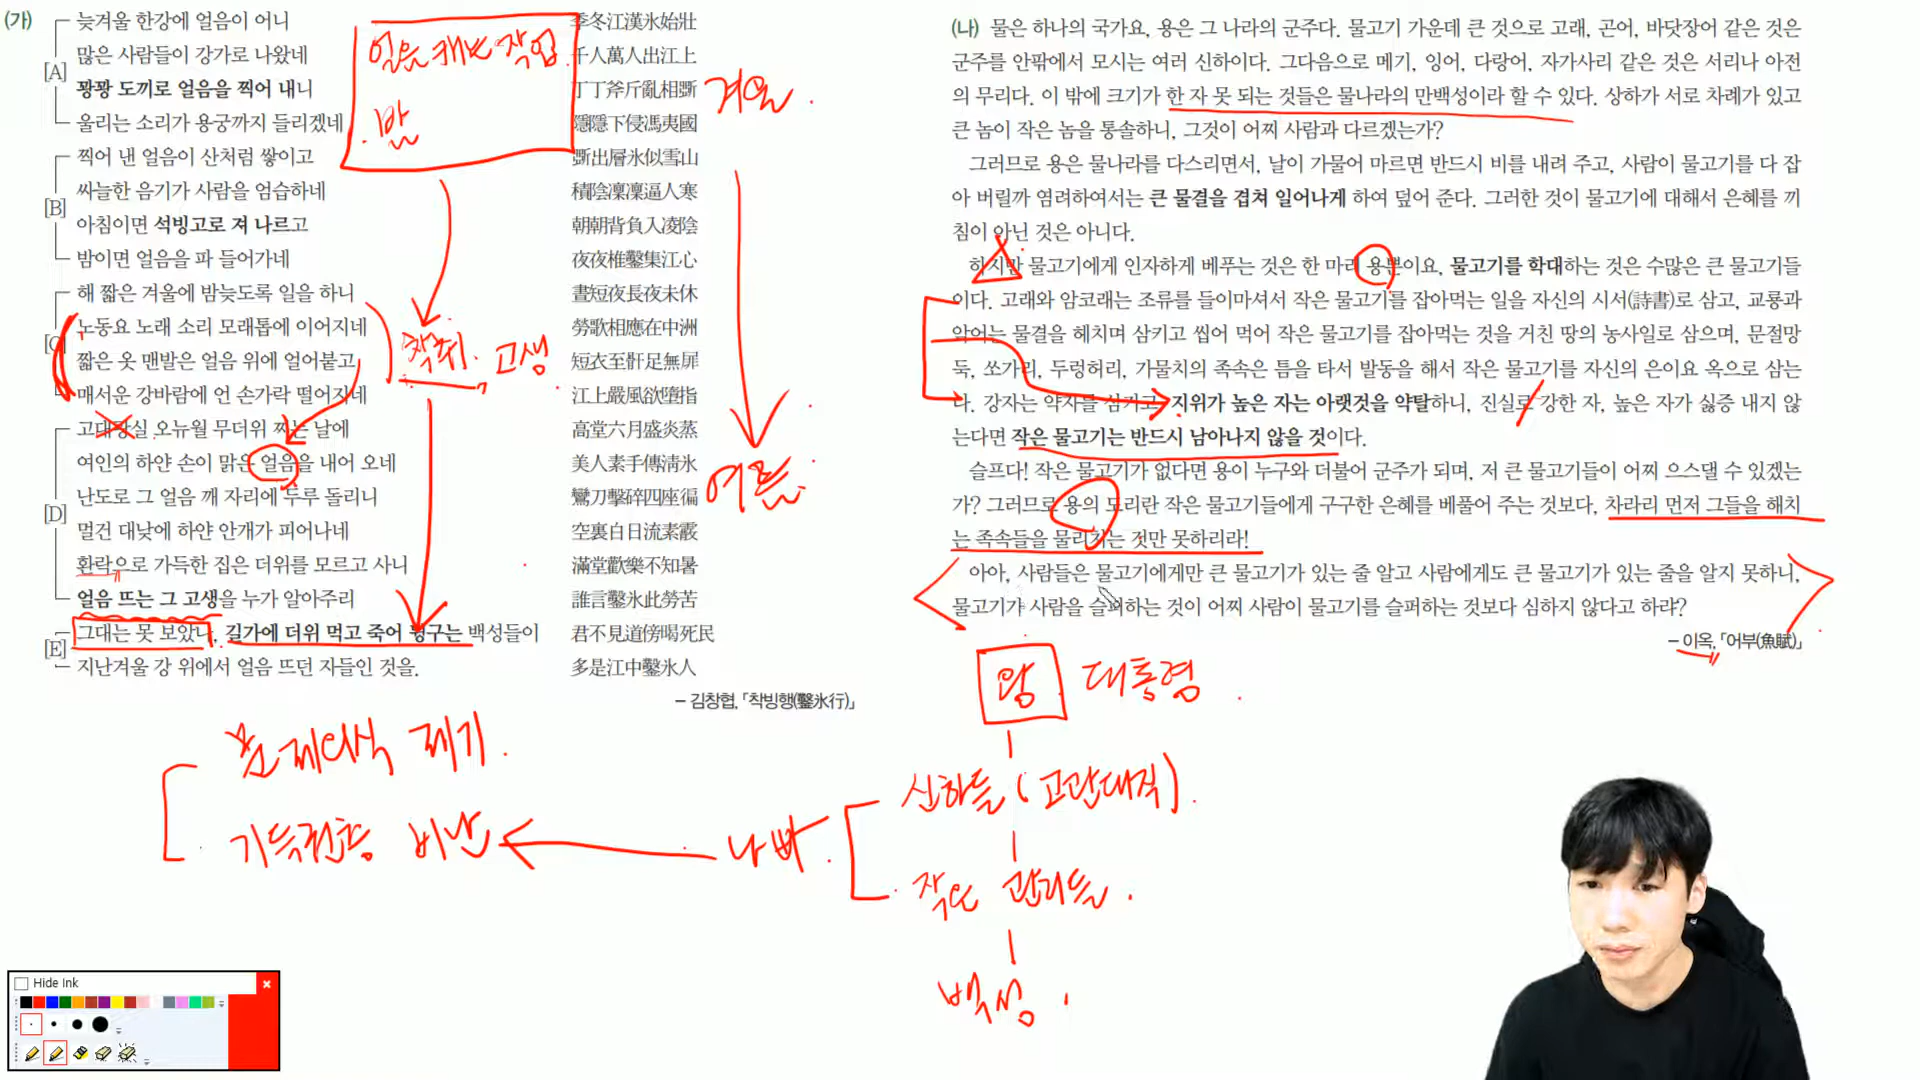 (가)
[A]
늦겨울 한강에 얼음이 어니
많은 사람들이 강가로 나왔네
꽝꽝 도끼로 얼음을 찍어 내니
울리는 소리가 용궁까지 들리겠네
[B]
찍어 낸 얼음이 산처럼 쌓이고
싸늘한 음기가 사람을 엄습하네
아침이면 석빙고로 져 나르고
밤이면 얼음을 파 들어가네
[C]
해 짧은 겨울에 밤늦도록 일을 하니
노동요 노래 소리 모래톱에 이어지네
짧은 옷 맨발은 얼음 위에 얼어붙고
매서운 강바람에 언 손가락 떨어지네
[D]
고대광실 오뉴월 무더위 찌는 날에
여인의 하얀 손이 맑은 얼음을 내어 오네
난도로 그 얼음 깨 자리에 두루 돌리니
멀건 대낮에 하얀 안개가 피어나네
환락으로 가득한 집은 더위를 모르고 사니
얼음 뜨는 그 고생을 누가 알아주리
[E]
그대는 못 보았나, 길가에 더위 먹고 죽어 뒹구는 백성들이
지난겨울 강 위에서 얼음 뜨던 자들인 것을.
季冬江漢氷始壯
千人萬人出江上
丁丁斧斤亂相斲
隱隱下侵馮夷國
斲出層氷似雪山
積陰凜凜逼人寒
朝朝背負入凌陰
夜夜椎鑿集江心
晝短夜長夜未休
勞歌相應在中洲
短衣至骭足無屝
江上嚴風欲墮指
高堂六月盛炎蒸
美人素手傳淸氷
鸞刀擊碎四座徧
空裏白日流素霰
滿堂歡樂不知暑
誰言鑿氷此勞苦
君不見道傍暍死民
多是江中鑿氷人
– 김창협, 「착빙행(鑿氷行)」
얼음 캐는 작업
밤
겨울
착취. 고생
여름
문제의식 제기
기득권층 비난
(나) 물은 하나의 국가요, 용은 그 나라의 군주다. 물고기 가운데 큰 것으로 고래, 곤어, 바닷장어 같은 것은
군주를 안팎에서 모시는 여러 신하이다. 그다음으로 메기, 잉어, 다랑어, 자가사리 같은 것은 서리나 아전
의 무리다. 이 밖에 크기가 한 자 못 되는 것들은 물나라의 만백성이라 할 수 있다. 상하가 서로 차례가 있고
큰 놈이 작은 놈을 통솔하니, 그것이 어찌 사람과 다르겠는가?
그러므로 용은 물나라를 다스리면서, 날이 가물어 마르면 반드시 비를 내려 주고, 사람이 물고기를 다 잡
아 버릴까 염려하여서는 큰 물결을 겹쳐 일어나게 하여 덮어 준다. 그러한 것이 물고기에 대해서 은혜를 끼
침이 아닌 것은 아니다.
하지만 물고기에게 인자하게 베푸는 것은 한 마리 용뿐이요, 물고기를 학대하는 것은 수많은 큰 물고기들
이다. 고래와 암코래는 조류를 들이마셔서 작은 물고기를 잡아먹는 일을 자신의 시서(詩書)로 삼고, 교룡과
악어는 물결을 헤치며 삼키고 씹어 먹어 작은 물고기를 잡아먹는 것을 거친 땅의 농사일로 삼으며, 문절망
둑, 쏘가리, 두렁허리, 가물치의 족속은 틈을 타서 발동을 해서 작은 물고기를 자신의 은이요 옥으로 삼는
다. 강자는 약자를 삼키고, 지위가 높은 자는 아랫것을 약탈하니, 진실로 강한 자, 높은 자가 싫증 내지 않
는다면 작은 물고기는 반드시 남아나지 않을 것이다.
슬프다! 작은 물고기가 없다면 용이 누구와 더불어 군주가 되며, 저 큰 물고기들이 어찌 으스댈 수 있겠는
가? 그러므로 용의 도리란 작은 물고기들에게 구구한 은혜를 베풀어 주는 것보다, 차라리 먼저 그들을 해치
는 족속들을 물리치는 것만 못하리라!
아아, 사람들은 물고기에게만 큰 물고기가 있는 줄 알고 사람에게도 큰 물고기가 있는 줄을 알지 못하니,
물고기가 사람을 슬퍼하는 것이 어찌 사람이 물고기를 슬퍼하는 것보다 심하지 않다고 하랴?
– 이옥, 「어부(魚賦)」
왕 대통령
신하들 (고관대작)
나빠
작은 관리들
백성
Hide Ink